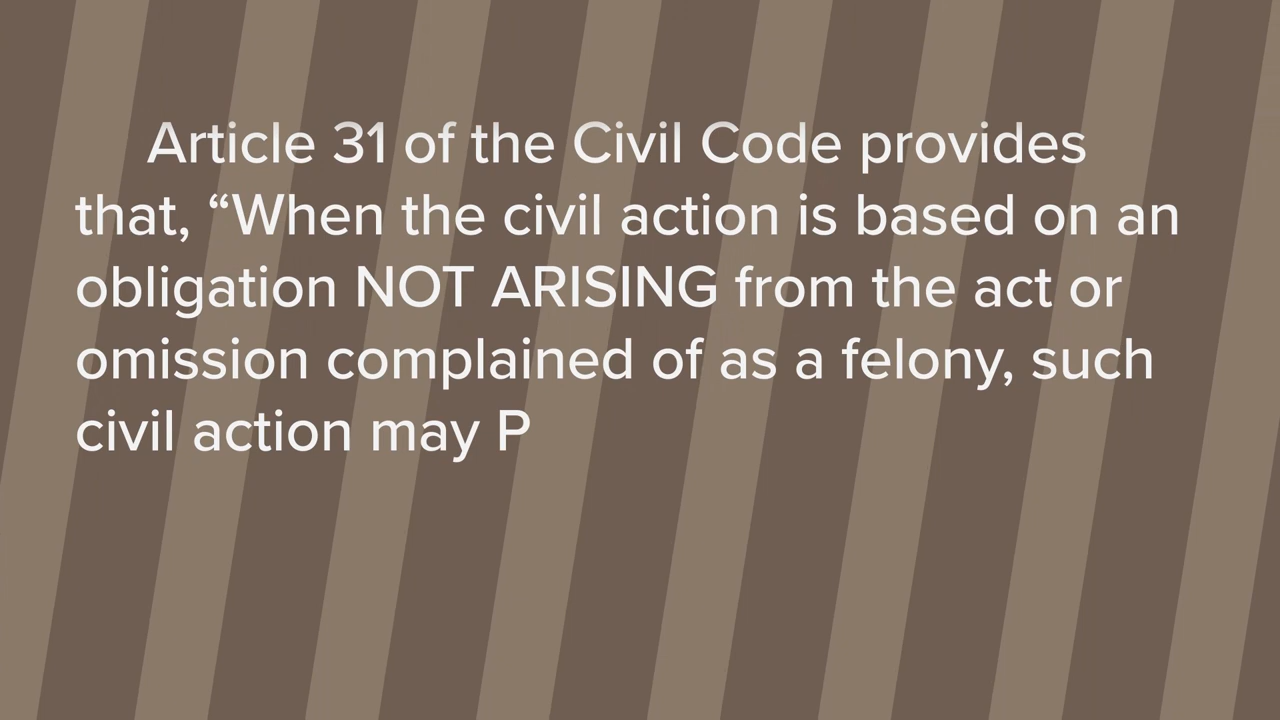 Article 31 of the Civil Code provides
that, “When the civil action is based on an
obligation NOT ARISING from the act or
omission complained of as a felony, such
civil action may P